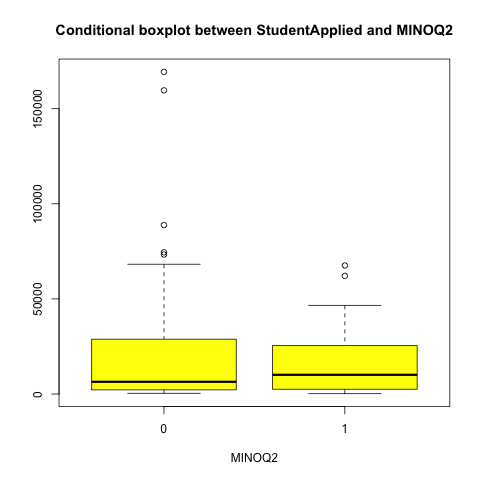 Conditional boxplot between StudentApplied and MINOQ2
150000
100000
50000
0
0 1
MINOQ2